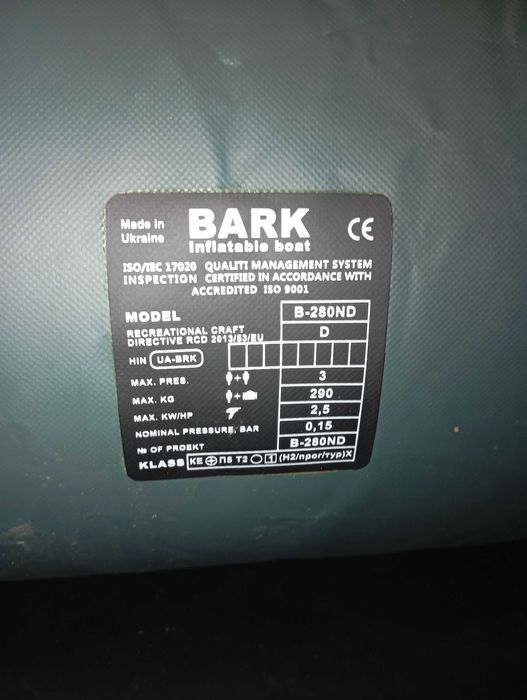 Made in
Ukraine
BARK
inflatable boat
CE
ISO/IEC 17020 QUALITI MANAGEMENT SYSTEM
INSPECTION CERTIFIED IN ACCORDANCE WITH
ACCREDITED ISO 9001
MODEL B-280ND
RECREATIONAL CRAFT
DIRECTIVE RCD 2013/53/EU D
HIN UA-BRK
MAX. PRES. + 3
MAX. KG + 290
MAX. KW/HP 2,5
NOMINAL PRESSURE, BAR 0,15
№ OF PROEKT B-280ND
KLASS КЕ П5 Т2 1 (Н2/прог/тур)Х